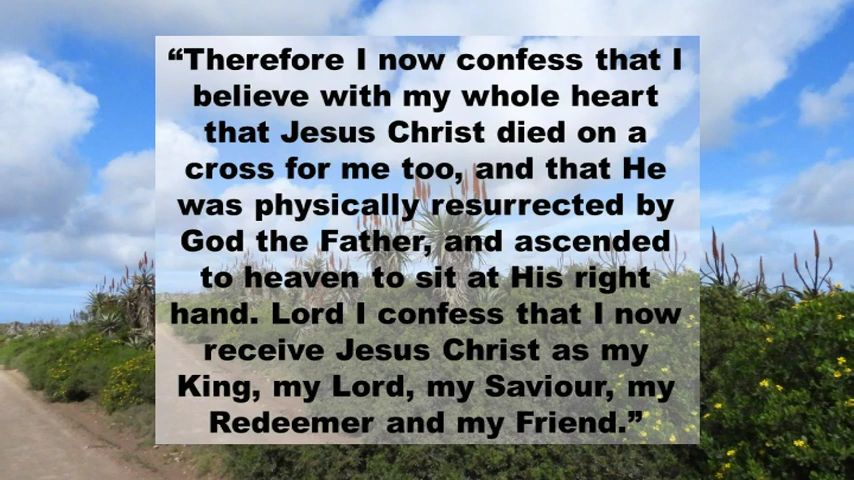 “Therefore I now confess that I
believe with my whole heart
that Jesus Christ died on a
cross for me too, and that He
was physically resurrected by
God the Father, and ascended
to heaven to sit at His right
hand. Lord I confess that I now
receive Jesus Christ as my
King, my Lord, my Saviour, my
Redeemer and my Friend.”